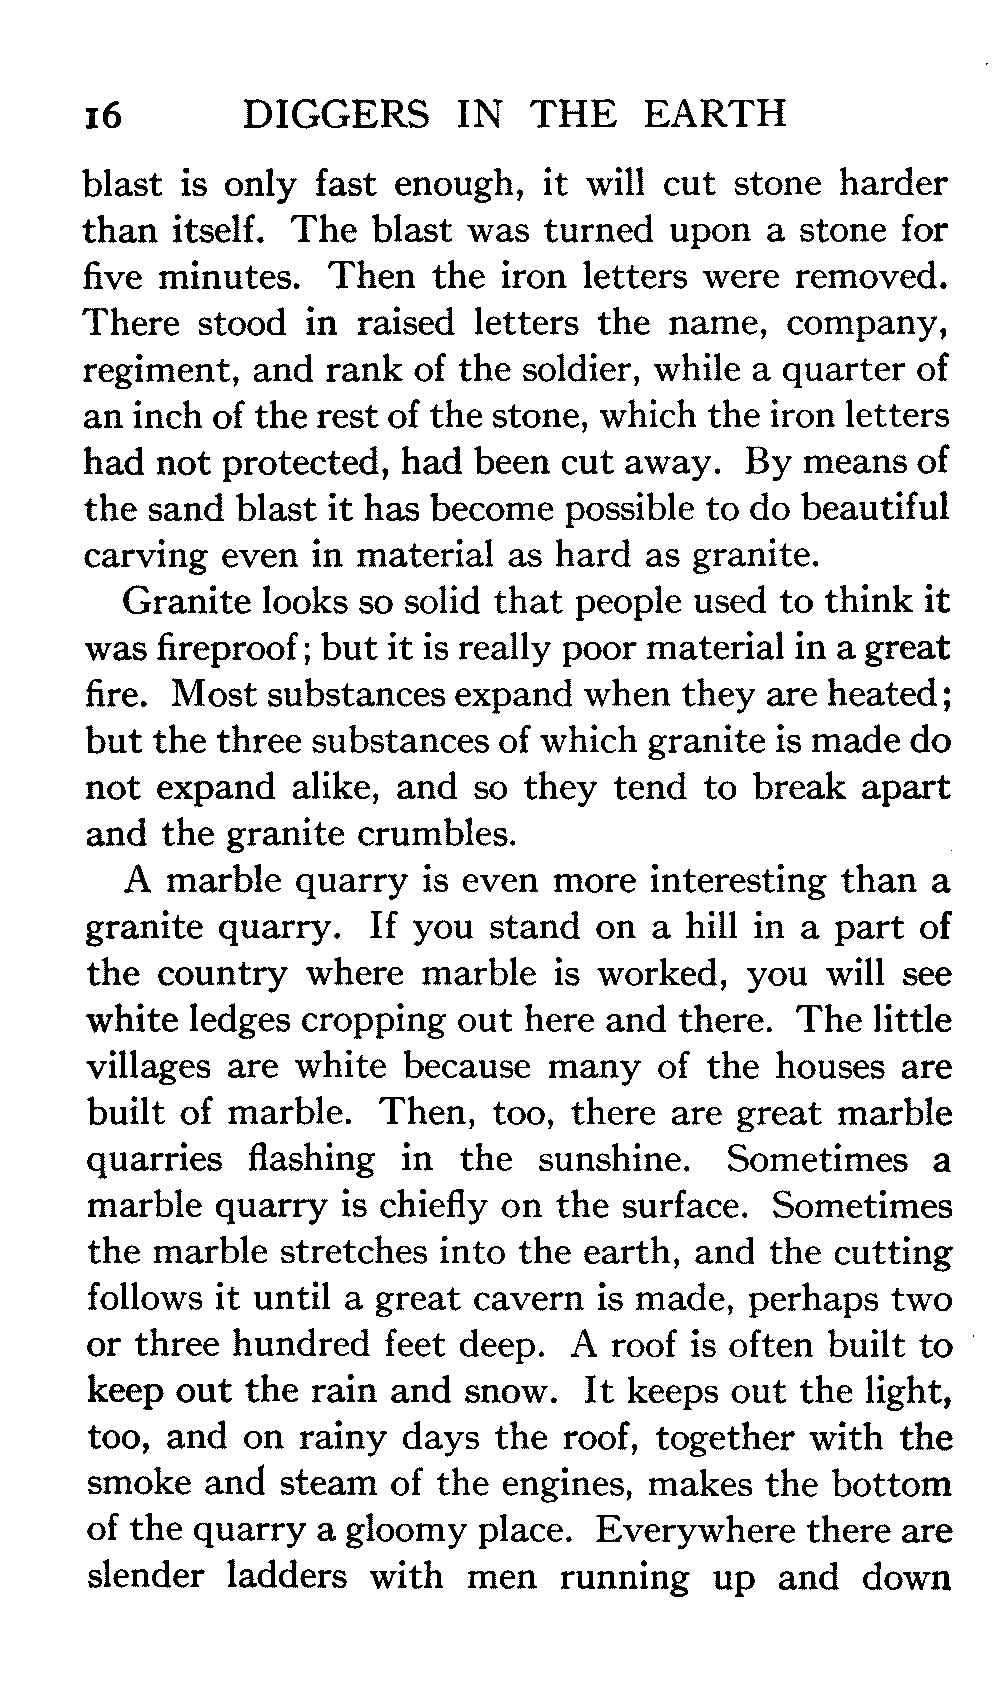 16 DIGGERS IN THE EARTH
blast is only fast enough, it will cut stone harder
than itself. The blast was turned upon a stone for
five minutes. Then the iron letters were removed.
There stood in raised letters the name, company,
regiment, and rank of the soldier, while a quarter of
an inch of the rest of the stone, which the iron letters
had not protected, had been cut away. By means of
the sand blast it has become possible to do beautiful
carving even in material as hard as granite.
Granite looks so solid that people used to think it
was fireproof; but it is really poor material in a great
fire. Most substances expand when they are heated;
but the three substances of which granite is made do
not expand alike, and so they tend to break apart
and the granite crumbles.
A marble quarry is even more interesting than a
granite quarry. If you stand on a hill in a part of
the country where marble is worked, you will see
white ledges cropping out here and there. The little
villages are white because many of the houses are
built of marble. Then, too, there are great marble
quarries flashing in the sunshine. Sometimes a
marble quarry is chiefly on the surface. Sometimes
the marble stretches into the earth, and the cutting
follows it until a great cavern is made, perhaps two
or three hundred feet deep. A roof is often built to
keep out the rain and snow. It keeps out the light,
too, and on rainy days the roof, together with the
smoke and steam of the engines, makes the bottom
of the quarry a gloomy place. Everywhere there are
slender ladders with men running up and down